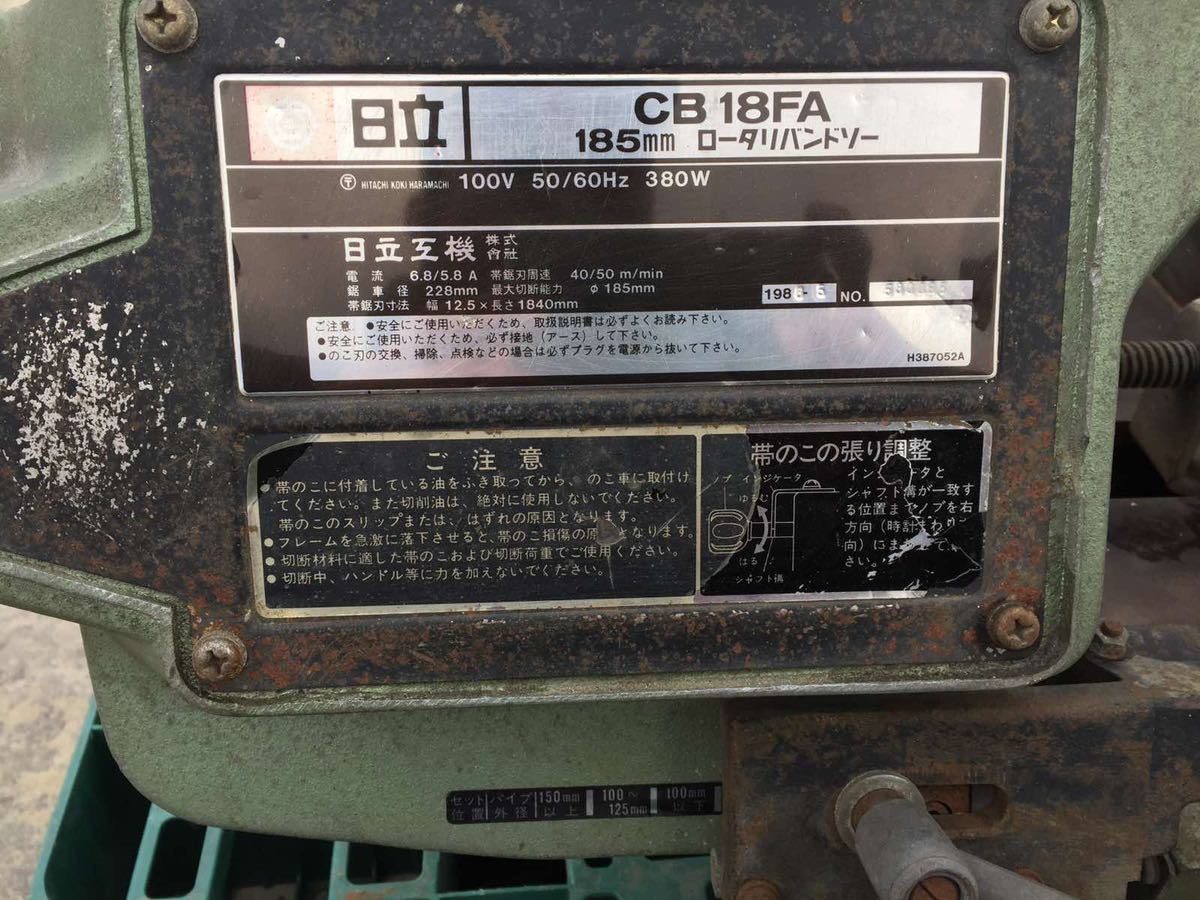 日立
CB 18FA
185mm ロータリバンドソー
〒 HITACHI KOKI HARAMACHI 100V 50/60Hz 380W
日立工機 株式會社
電流 6.8/5.8 A 帯鋸刃周速 40/50 m/min
鋸車径 228mm 最大切断能力 φ185mm
帯鋸刃寸法 幅 12.5×長さ1840mm
198 - NO.
ご注意 ●安全にご使用いただくため、取扱説明書は必ずよくお読み下さい。
●安全にご使用いただくため、必ず接地(アース)して下さい。
●のこ刃の交換、掃除、点検などの場合は必ずプラグを電源から抜いて下さい。
H387052A
ご注意
●帯のこに付着している油をふき取ってから、のこ車に取付け
てください。また切削油は、絶対に使用しないでください。
帯のこのスリップまたは、はずれの原因となります。
●フレームを急激に落下させると、帯のこ損傷の原 となります。
●切断材料に適した帯のこおよび切断荷重でご使用ください。
●切断中、ハンドル等に力を加えないでください。
帯のこの張り調整
ノブ インジケータ
ゆるむ
はる
シャフト溝
イン ータと
シャフト溝が一致す
る位置までノブを右
方向(時計まわり
向)にま て
さい。
セット位置 パイプ外径 150mm以上 100〜125mm 100mm以下